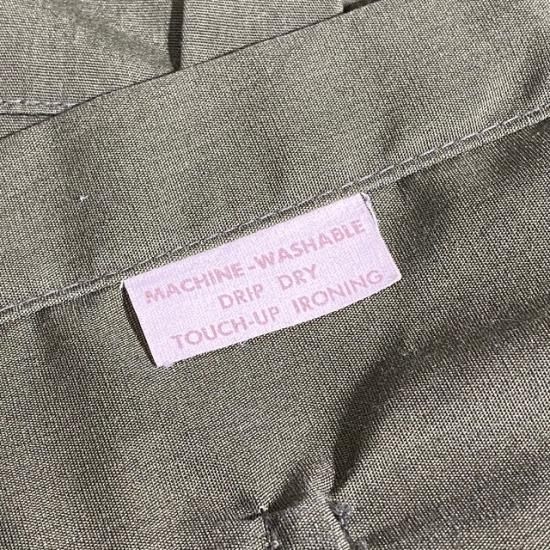 MACHINE-WASHABLE
DRIP DRY
TOUCH-UP IRONING